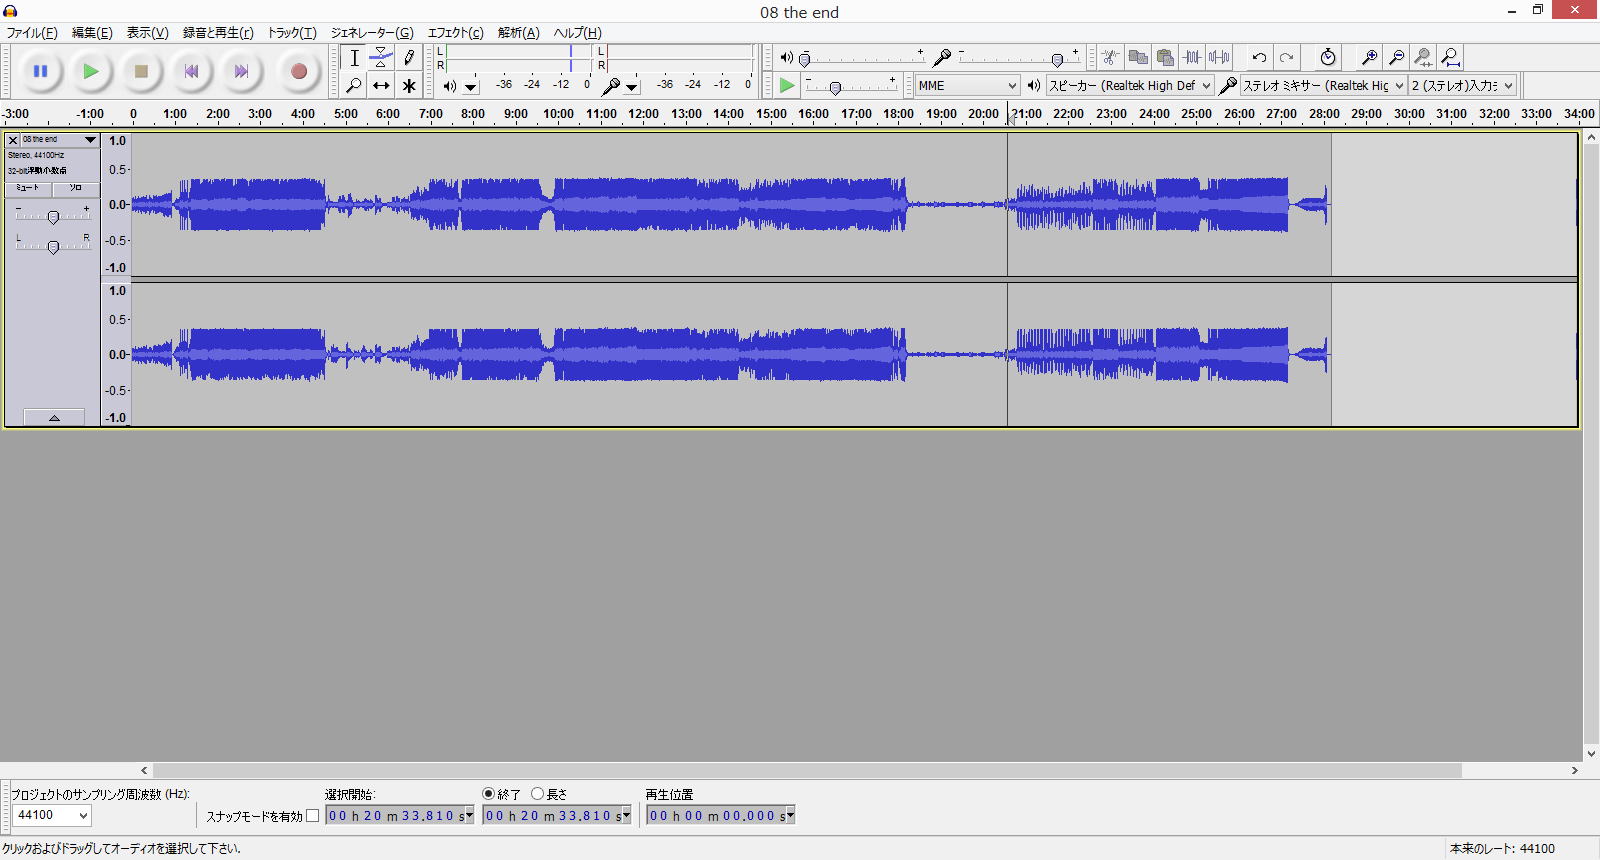 08 the end
ファイル(F) 編集(E) 表示(V) 録音と再生(r) トラック(T) ジェネレーター(G) エフェクト(c) 解析(A) ヘルプ(H)
L
R
L
R
-36 -24 -12 0
-36 -24 -12 0
MME スピーカー (Realtek High Def ステレオ ミキサー (Realtek Hig 2 (ステレオ)入力チ
-3:00 -1:00 0 1:00 2:00 3:00 4:00 5:00 6:00 7:00 8:00 9:00 10:00 11:00 12:00 13:00 14:00 15:00 16:00 17:00 18:00 19:00 20:00 21:00 22:00 23:00 24:00 25:00 26:00 27:00 28:00 29:00 30:00 31:00 32:00 33:00 34:00
08 the end
Stereo, 44100Hz
32-bit浮動小数点
ミュート ソロ
- +
L R
1.0
0.5-
0.0-
-0.5-
-1.0
1.0
0.5-
0.0-
-0.5-
-1.0
プロジェクトのサンプリング周波数 (Hz): 選択開始: 終了 長さ 再生位置
44100 スナップモードを有効 00 h 20 m 33.810 s 00 h 20 m 33.810 s 00 h 00 m 00.000 s
クリックおよびドラッグしてオーディオを選択して下さい. 本来のレート: 44100